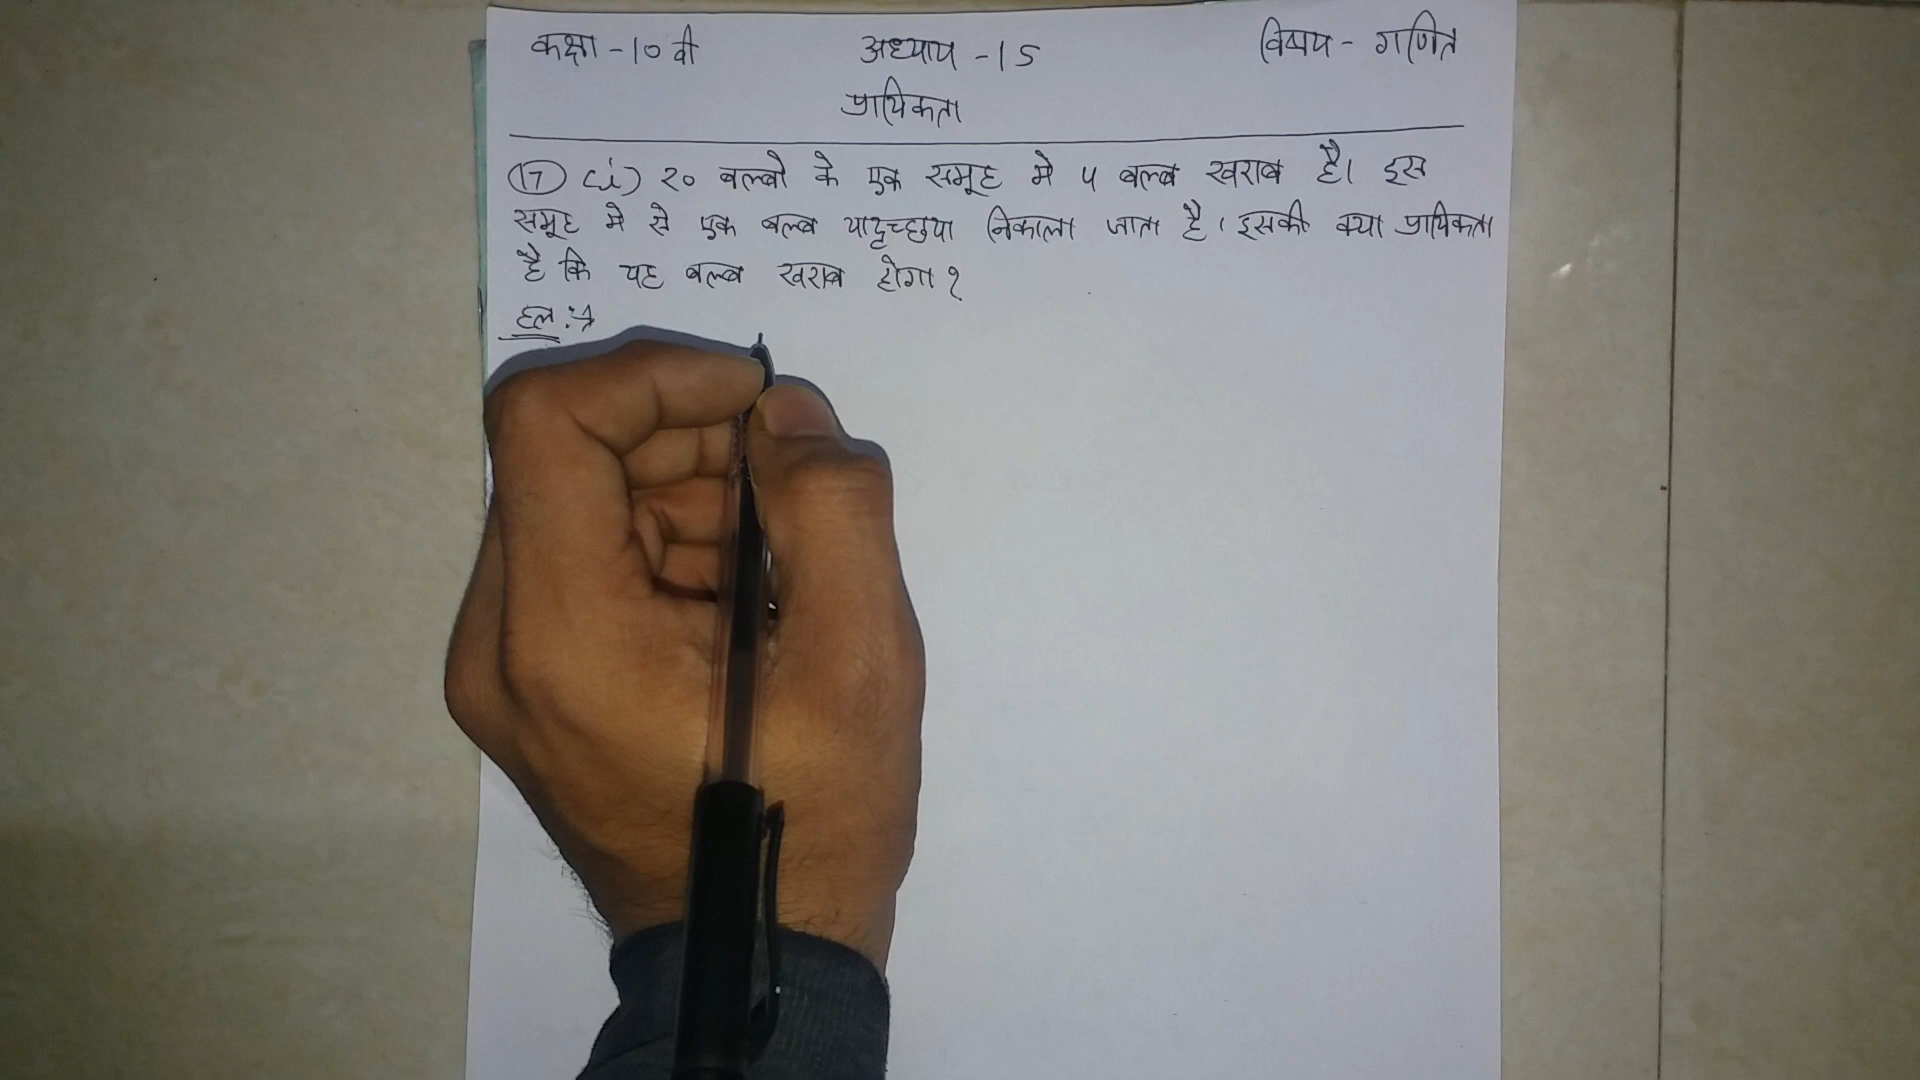 कक्षा -10 वी अध्याय -15 विषय - गणित
प्रायिकता
(17) (i) २० बल्बो के एक समूह मे ५ बल्ब खराब है। इस
समूह मे से एक बल्ब यादृच्छया निकाला जाता है। इसकी क्या प्रायिकता
है कि यह बल्ब खराब होगा ?
हल :→